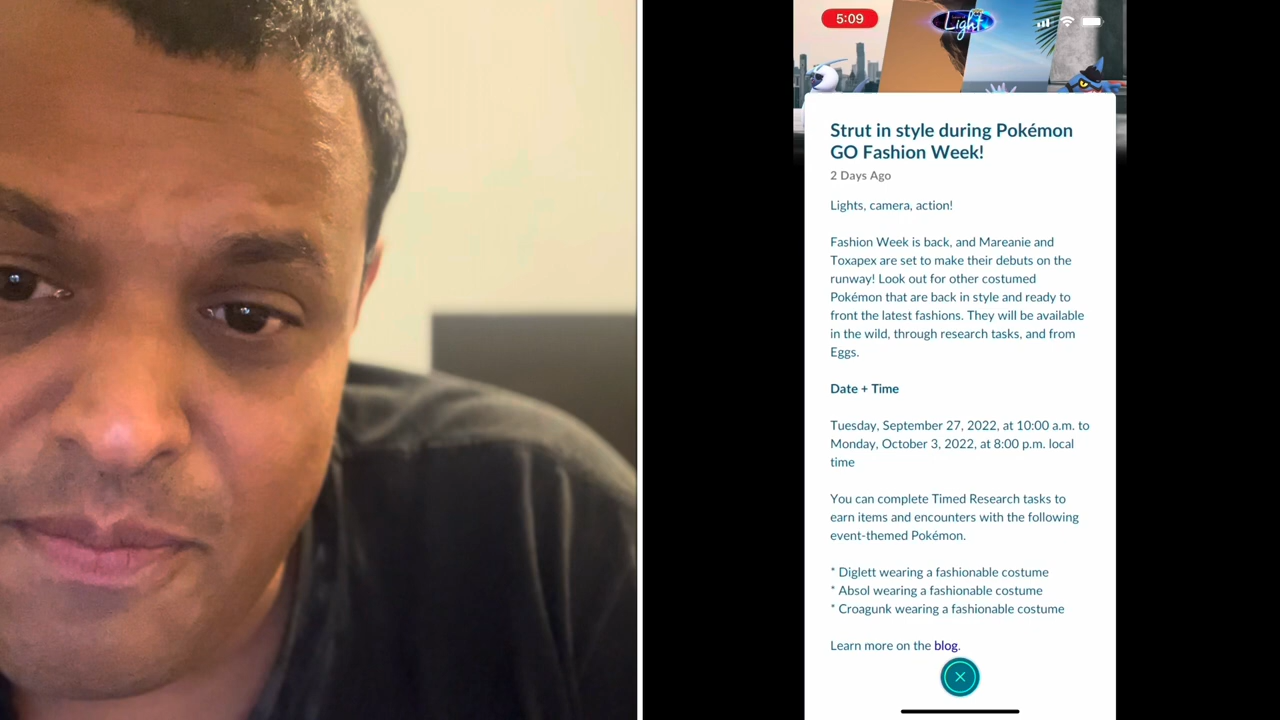 5:09
Light
Strut in style during Pokémon
GO Fashion Week!
2 Days Ago
Lights, camera, action!
Fashion Week is back, and Mareanie and
Toxapex are set to make their debuts on the
runway! Look out for other costumed
Pokémon that are back in style and ready to
front the latest fashions. They will be available
in the wild, through research tasks, and from
Eggs.
Date + Time
Tuesday, September 27, 2022, at 10:00 a.m. to
Monday, October 3, 2022, at 8:00 p.m. local
time
You can complete Timed Research tasks to
earn items and encounters with the following
event-themed Pokémon.
* Diglett wearing a fashionable costume
* Absol wearing a fashionable costume
* Croagunk wearing a fashionable costume
Learn more on the blog.